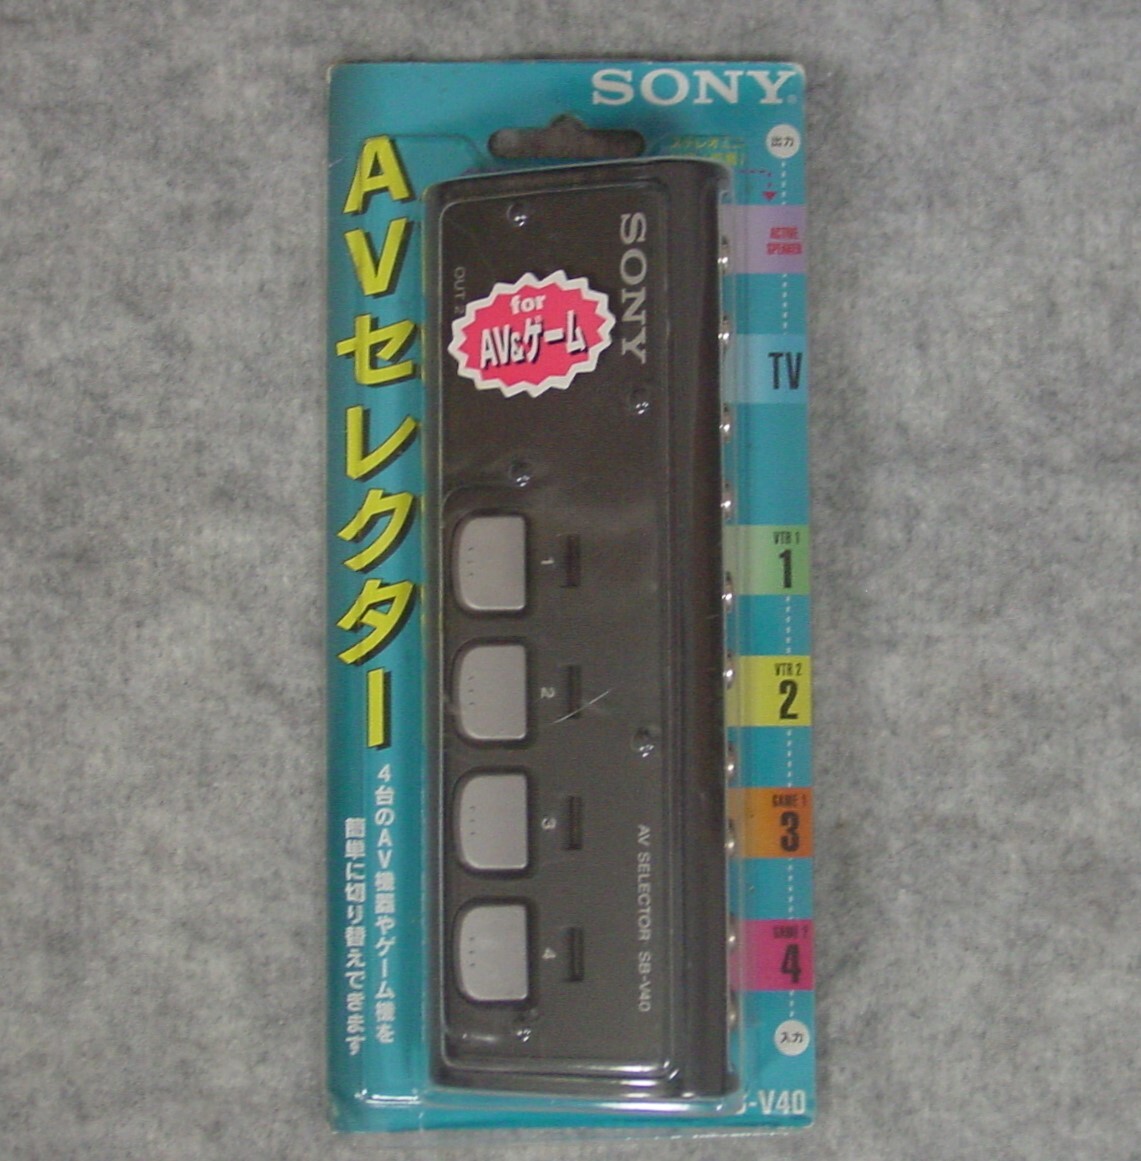 SONY
AVセレクター
4台のAV機器やゲーム機を
簡単に切り替えできます
出力
ACTIVE
SPEAKER
TV
VTR 1
1
VTR 2
2
GAME 1
3
GAME 2
4
入力
-V40
SONY
OUT 2
for
AV&ゲーム
1
2
3
4
AV SELECTOR SB-V40